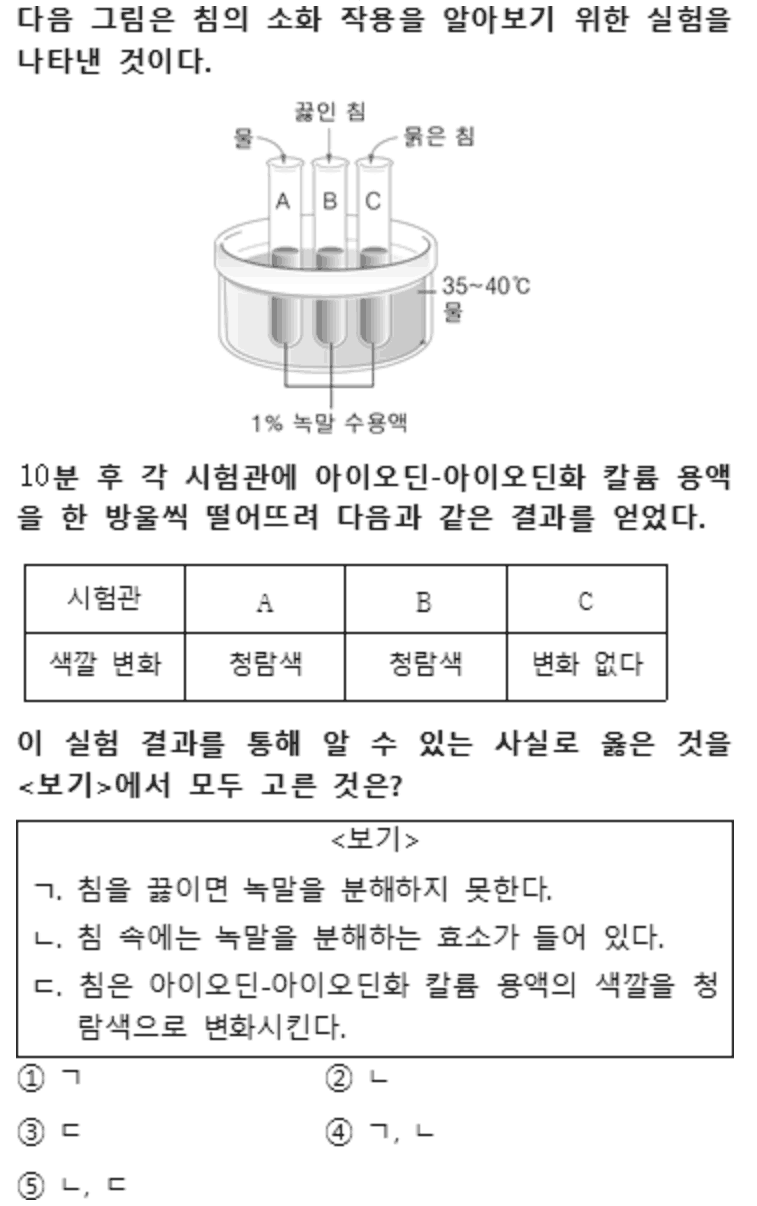 다음 그림은 침의 소화 작용을 알아보기 위한 실험을
나타낸 것이다.
끓인 침
물
묽은 침
A B C
35~40℃
물
1% 녹말 수용액
10분 후 각 시험관에 아이오딘-아이오딘화 칼륨 용액
을 한 방울씩 떨어뜨려 다음과 같은 결과를 얻었다.
시험관 A B C
색깔 변화 청람색 청람색 변화 없다
이 실험 결과를 통해 알 수 있는 사실로 옳은 것을
<보기>에서 모두 고른 것은?
<보기>
ㄱ. 침을 끓이면 녹말을 분해하지 못한다.
ㄴ. 침 속에는 녹말을 분해하는 효소가 들어 있다.
ㄷ. 침은 아이오딘-아이오딘화 칼륨 용액의 색깔을 청
람색으로 변화시킨다.
① ㄱ ② ㄴ
③ ㄷ ④ ㄱ, ㄴ
⑤ ㄴ, ㄷ